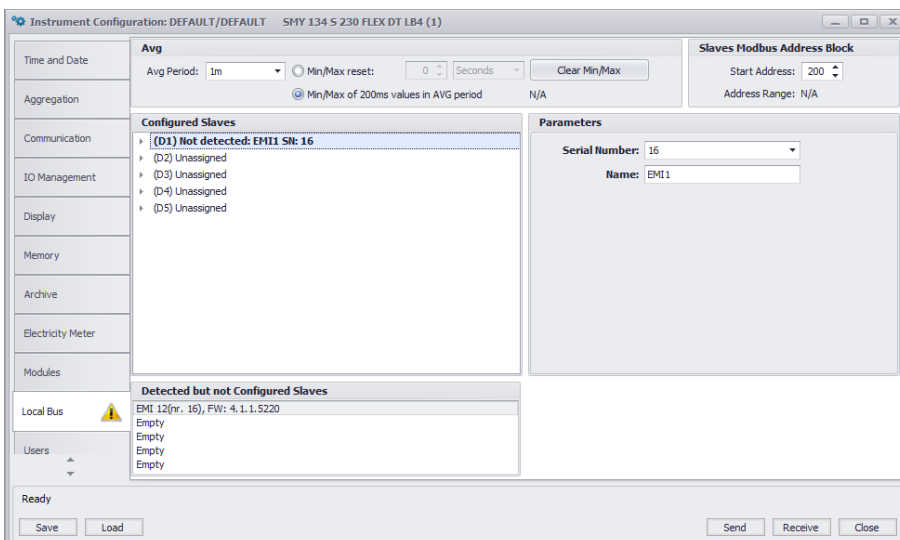 Instrument Configuration: DEFAULT/DEFAULT SMY 134 S 230 FLEX DT LB4 (1)
Time and Date
Aggregation
Communication
IO Management
Display
Memory
Archive
Electricity Meter
Modules
Local Bus
Users
Avg
Avg Period: 1m
Min/Max reset: 0 Seconds Clear Min/Max
Min/Max of 200ms values in AVG period N/A
Slaves Modbus Address Block
Start Address: 200
Address Range: N/A
Configured Slaves
(D1) Not detected: EMI1 SN: 16
(D2) Unassigned
(D3) Unassigned
(D4) Unassigned
(D5) Unassigned
Parameters
Serial Number: 16
Name: EMI1
Detected but not Configured Slaves
EMI 12(nr. 16), FW: 4.1.1.5220
Empty
Empty
Empty
Empty
Ready
Save Load Send Receive Close